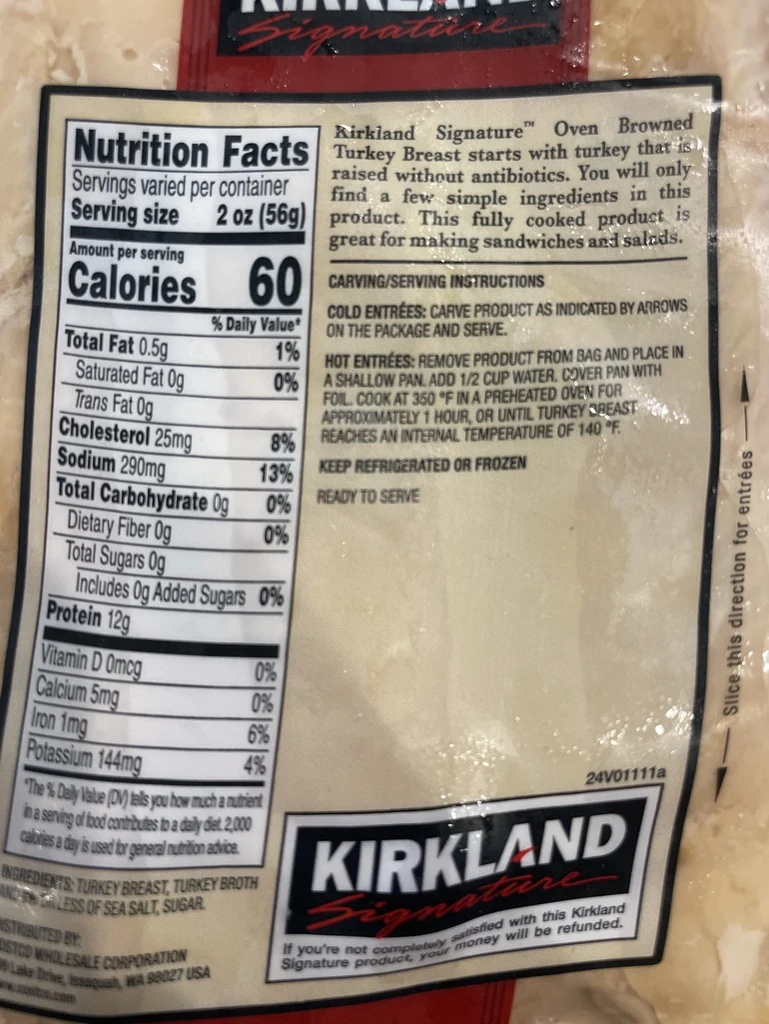 KIRKLAND
Signature
Nutrition Facts
Servings varied per container
Serving size 2 oz (56g)
Amount per serving
Calories 60
% Daily Value*
Total Fat 0.5g 1%
Saturated Fat 0g 0%
Trans Fat 0g
Cholesterol 25mg 8%
Sodium 290mg 13%
Total Carbohydrate 0g 0%
Dietary Fiber 0g 0%
Total Sugars 0g
Includes 0g Added Sugars 0%
Protein 12g
Vitamin D 0mcg 0%
Calcium 5mg 0%
Iron 1mg 6%
Potassium 144mg 4%
*The % Daily Value (DV) tells you how much a nutrient
in a serving of food contributes to a daily diet. 2,000
calories a day is used for general nutrition advice.
INGREDIENTS: TURKEY BREAST, TURKEY BROTH
LESS OF SEA SALT, SUGAR.
DISTRIBUTED BY:
COSTCO WHOLESALE CORPORATION
Lake Drive, Issaquah, WA 98027 USA
Kirkland Signature™ Oven Browned
Turkey Breast starts with turkey that is
raised without antibiotics. You will only
find a few simple ingredients in this
product. This fully cooked product is
great for making sandwiches and salads.
CARVING/SERVING INSTRUCTIONS
COLD ENTRÉES: CARVE PRODUCT AS INDICATED BY ARROWS
ON THE PACKAGE AND SERVE.
HOT ENTRÉES: REMOVE PRODUCT FROM BAG AND PLACE IN
A SHALLOW PAN. ADD 1/2 CUP WATER. COVER PAN WITH
FOIL. COOK AT 350 °F IN A PREHEATED OVEN FOR
APPROXIMATELY 1 HOUR, OR UNTIL TURKEY BREAST
REACHES AN INTERNAL TEMPERATURE OF 140 °F.
KEEP REFRIGERATED OR FROZEN
READY TO SERVE
24V01111a
KIRKLAND
Signature
If you're not completely satisfied with this Kirkland
Signature product, your money will be refunded.
Slice this direction for entrées